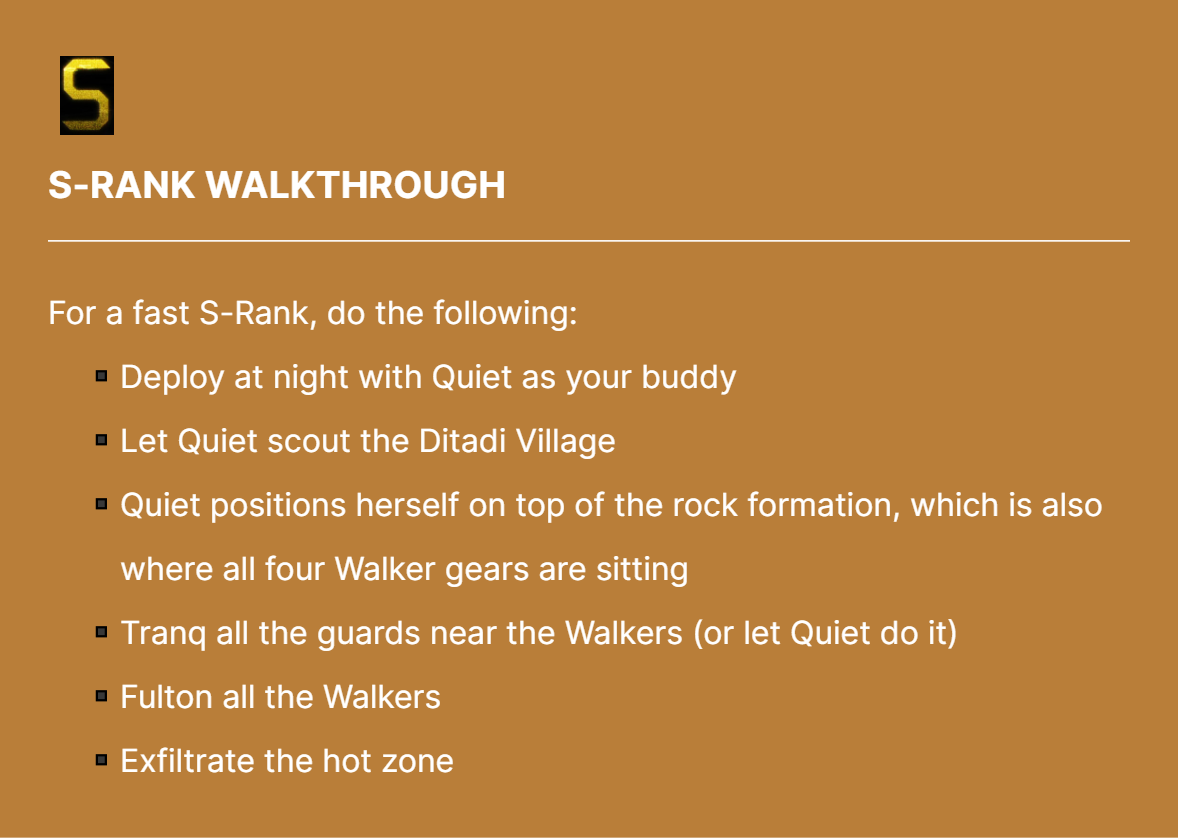 S
S-RANK WALKTHROUGH
For a fast S-Rank, do the following:
Deploy at night with Quiet as your buddy
Let Quiet scout the Ditadi Village
Quiet positions herself on top of the rock formation, which is also
where all four Walker gears are sitting
Tranq all the guards near the Walkers (or let Quiet do it)
Fulton all the Walkers
Exfiltrate the hot zone